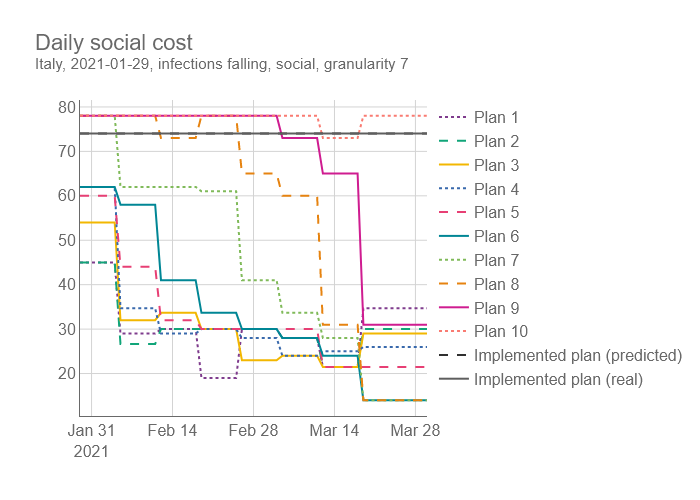 Daily social cost
Italy, 2021-01-29, infections falling, social, granularity 7
80
70
60
50
40
30
20
Jan 31
2021
Feb 14
Feb 28
Mar 14
Mar 28
Plan 1
Plan 2
Plan 3
Plan 4
Plan 5
Plan 6
Plan 7
Plan 8
Plan 9
Plan 10
Implemented plan (predicted)
Implemented plan (real)